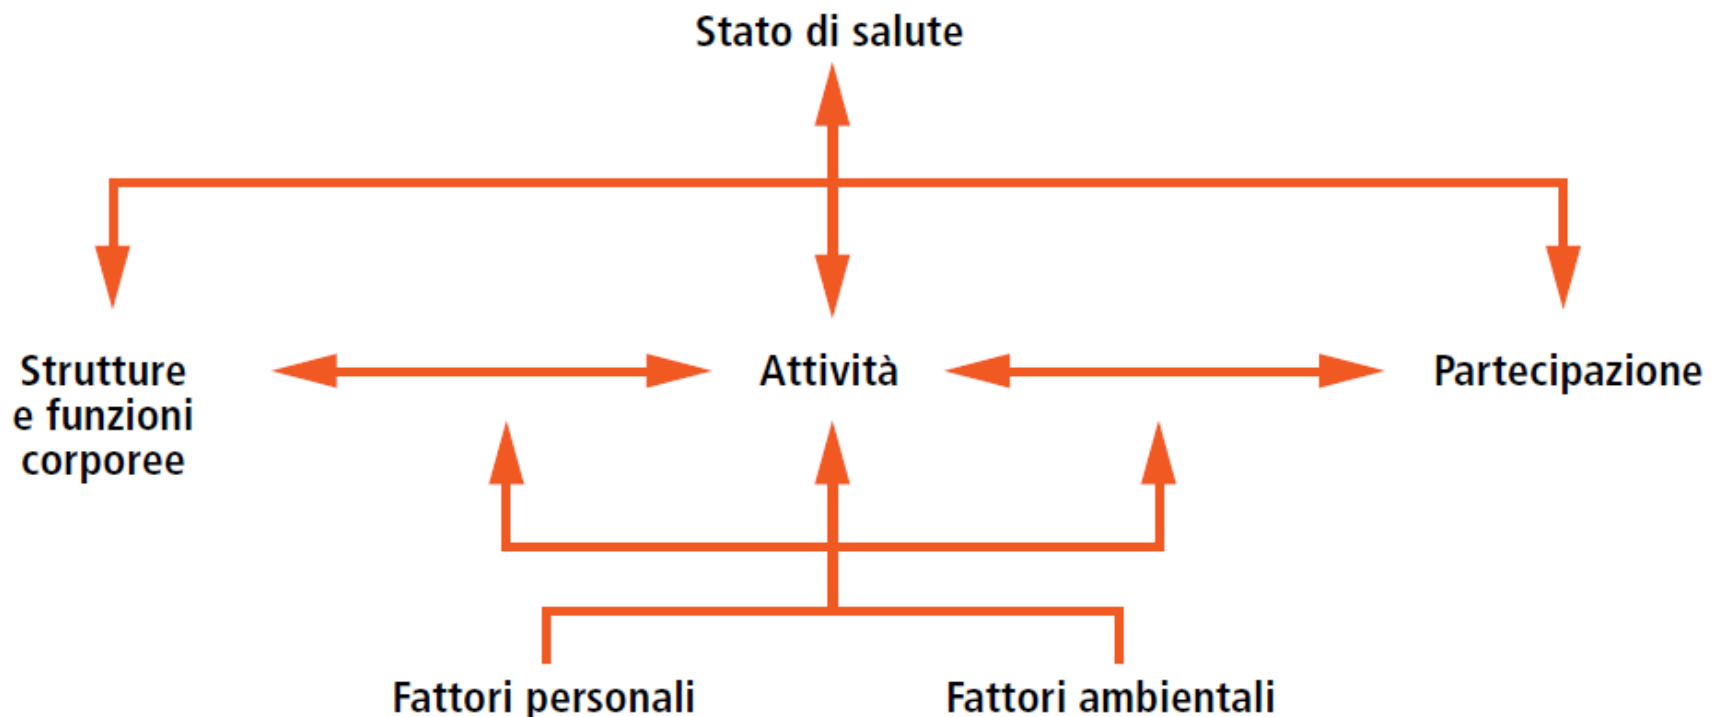 Stato di salute
Strutture
e funzioni
corporee
Attività
Partecipazione
Fattori personali
Fattori ambientali